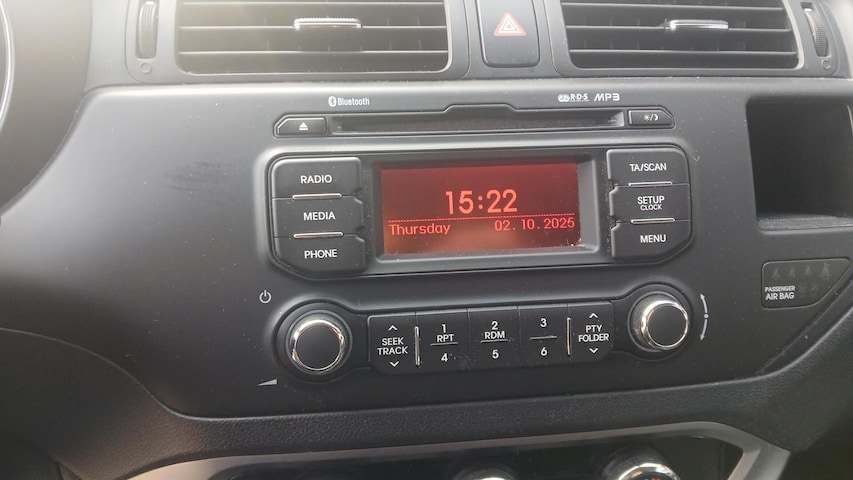 Bluetooth
R·D·S MP3
RADIO
MEDIA
PHONE
15:22
Thursday 02.10.2025
TA/SCAN
SETUP
CLOCK
MENU
PASSENGER
AIR BAG
SEEK
TRACK
1
RPT
4
2
RDM
5
3
6
PTY
FOLDER